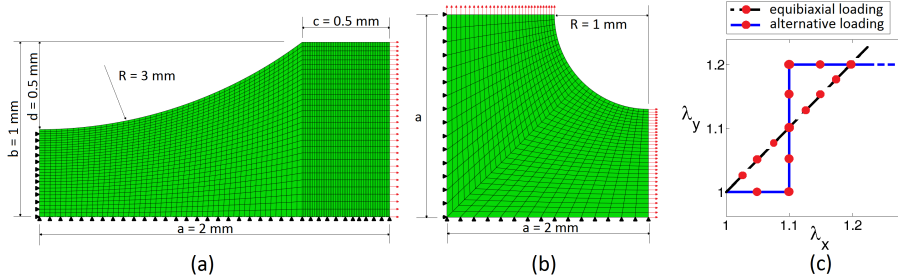 c = 0.5 mm
R = 3 mm
d = 0.5 mm
b = 1 mm
a = 2 mm
(a)
R = 1 mm
a
a = 2 mm
(b)
equibiaxial loading
alternative loading
1.2
λy
1.1
1
1 1.1 1.2
λx
(c)